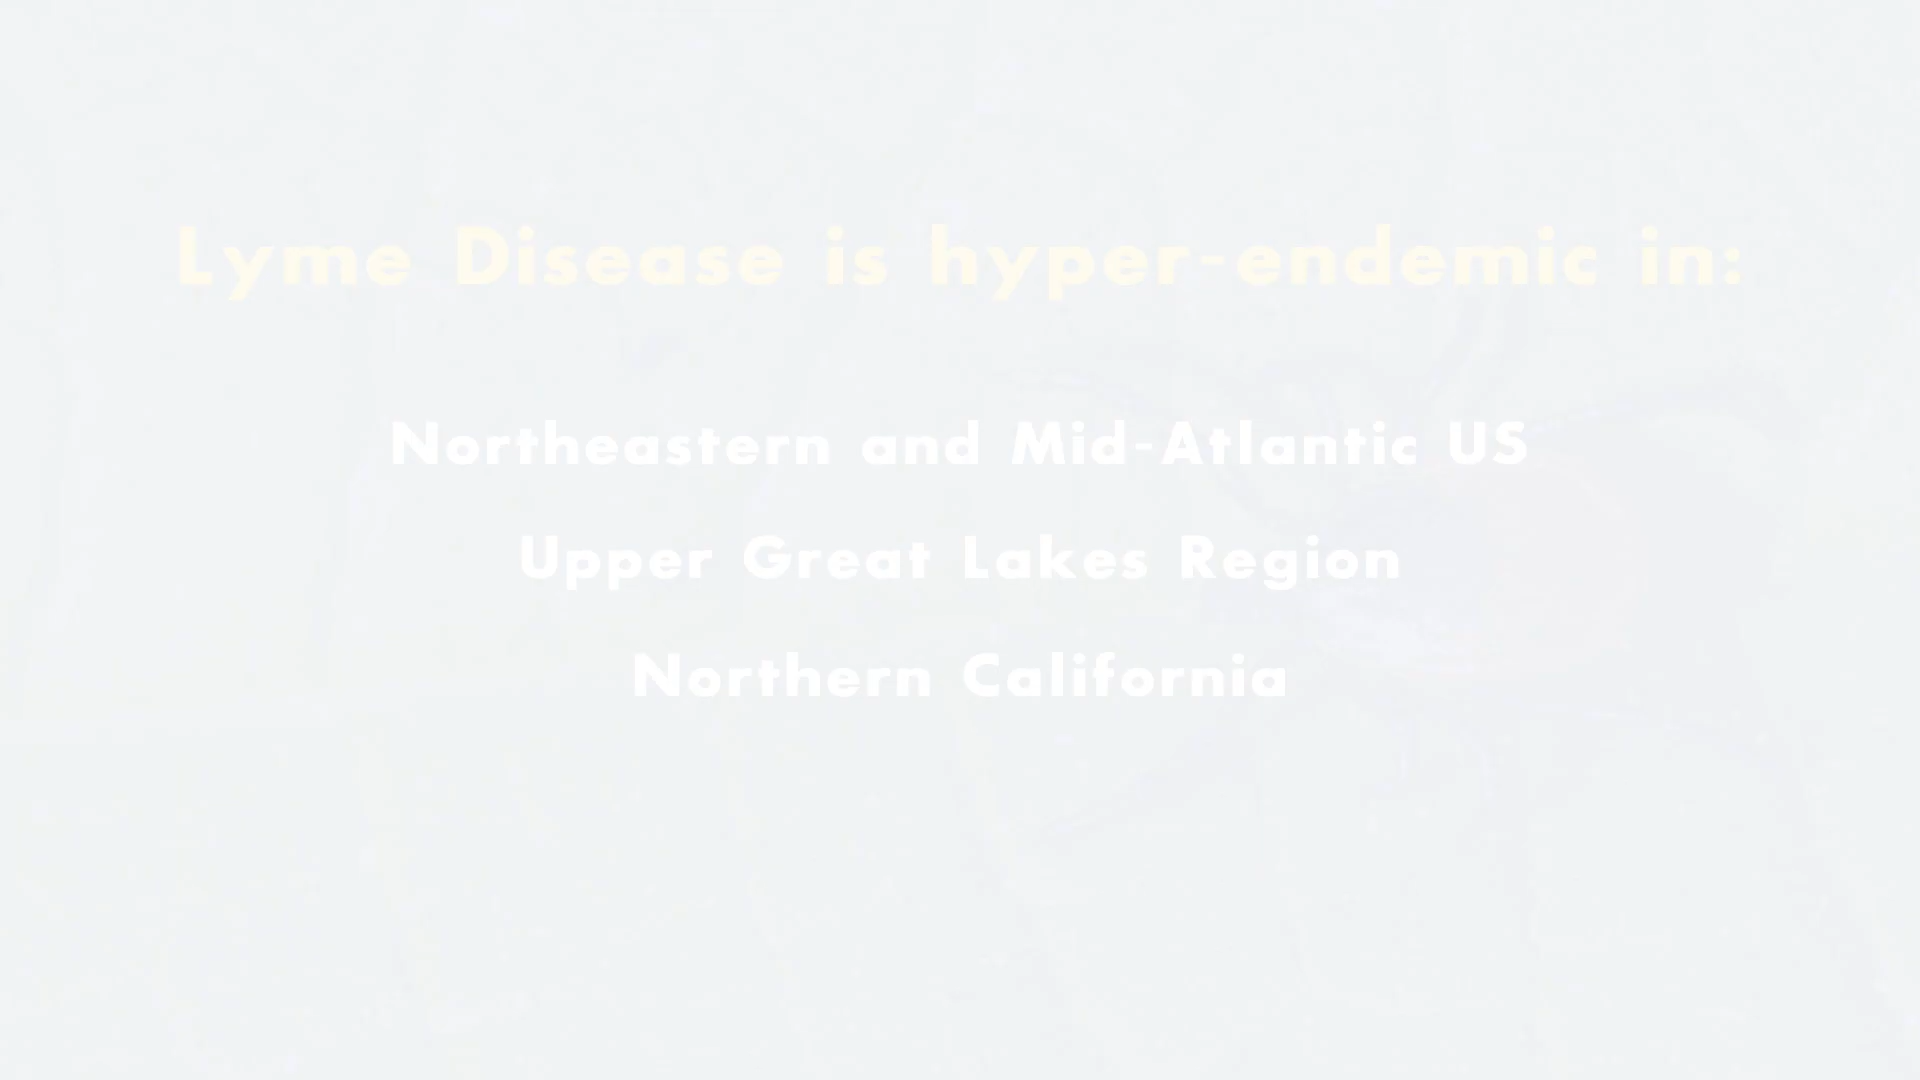 Lyme Disease is hyper-endemic in:
Northeastern and Mid-Atlantic US
Upper Great Lakes Region
Northern California